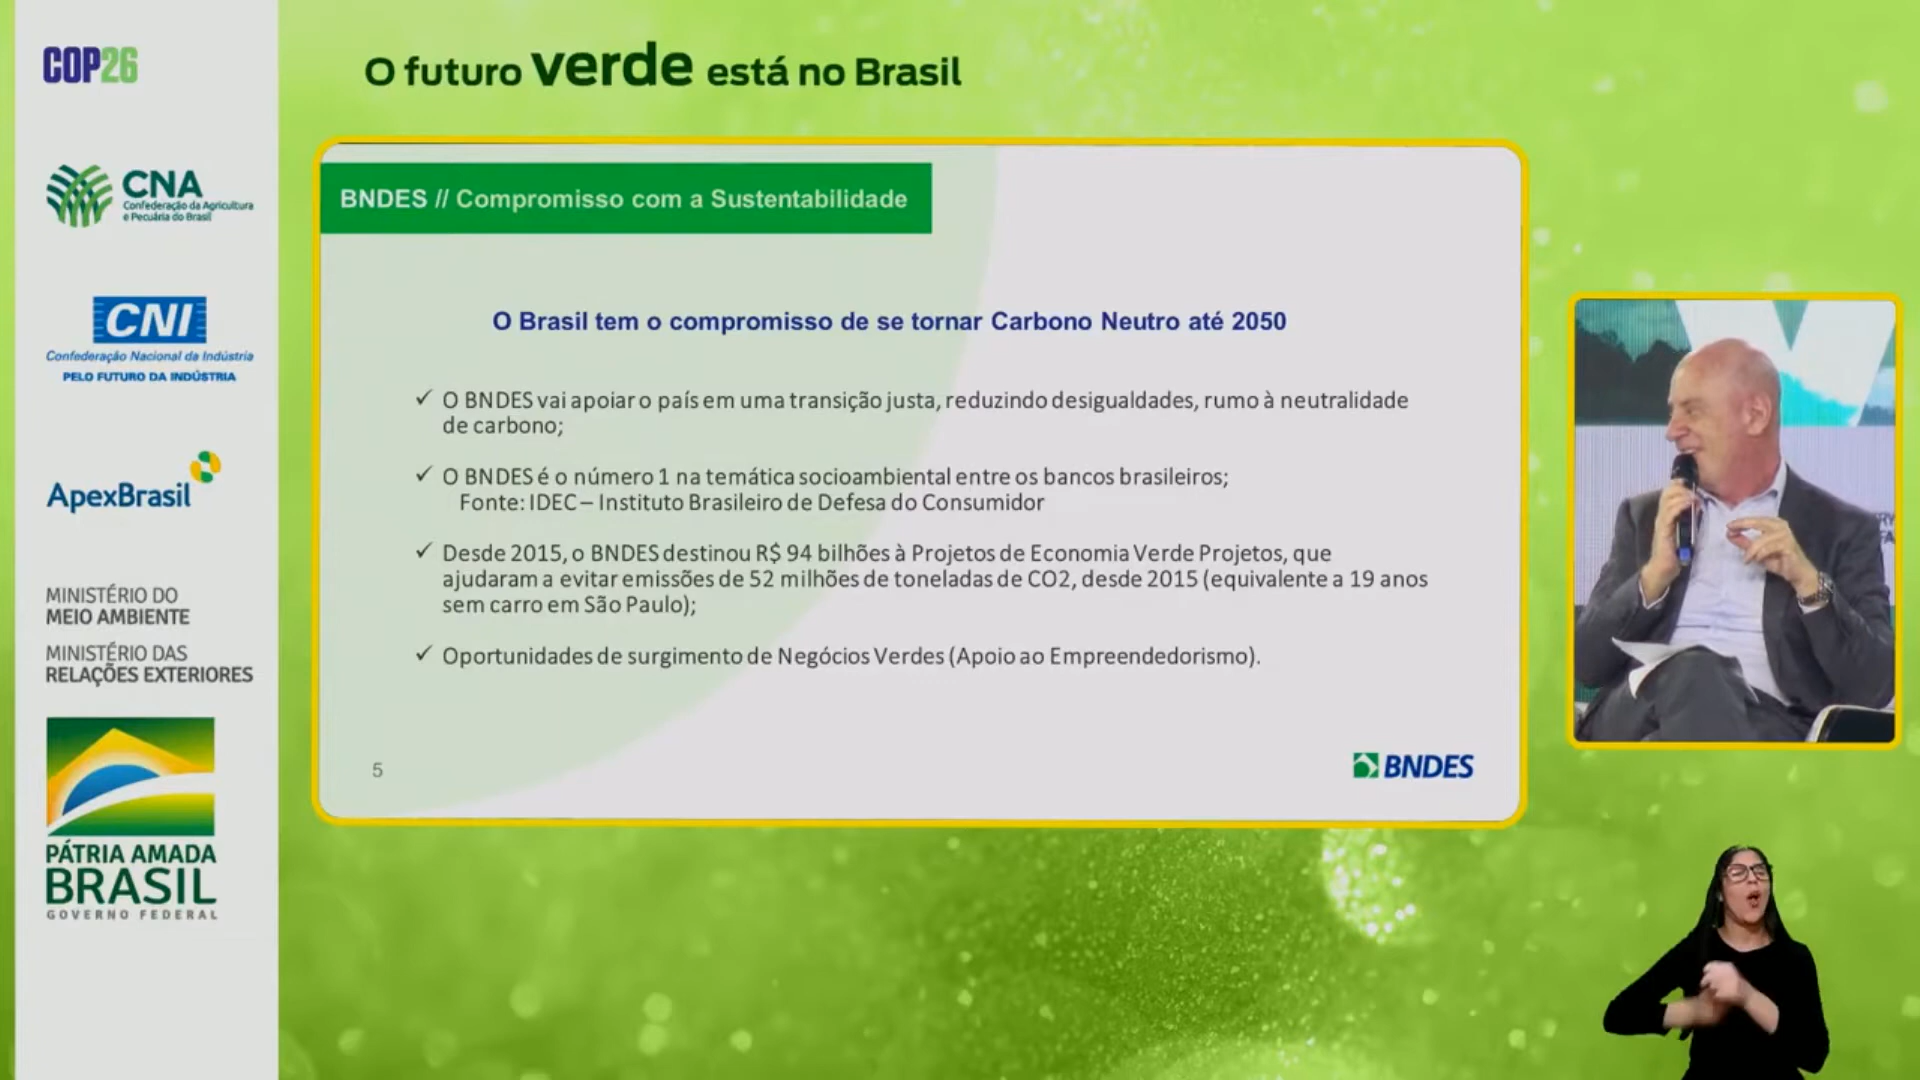 COP26
O futuro verde está no Brasil
CNA
Confederação da Agricultura
e Pecuária do Brasil
CNI
Confederação Nacional da Indústria
PELO FUTURO DA INDÚSTRIA
ApexBrasil
MINISTÉRIO DO
MEIO AMBIENTE
MINISTÉRIO DAS
RELAÇÕES EXTERIORES
PÁTRIA AMADA
BRASIL
GOVERNO FEDERAL
BNDES // Compromisso com a Sustentabilidade
O Brasil tem o compromisso de se tornar Carbono Neutro até 2050
✓ O BNDES vai apoiar o país em uma transição justa, reduzindo desigualdades, rumo à neutralidade
de carbono;
✓ O BNDES é o número 1 na temática socioambiental entre os bancos brasileiros;
Fonte: IDEC – Instituto Brasileiro de Defesa do Consumidor
✓ Desde 2015, o BNDES destinou R$ 94 bilhões à Projetos de Economia Verde Projetos, que
ajudaram a evitar emissões de 52 milhões de toneladas de CO2, desde 2015 (equivalente a 19 anos
sem carro em São Paulo);
✓ Oportunidades de surgimento de Negócios Verdes (Apoio ao Empreendedorismo).
5
BNDES